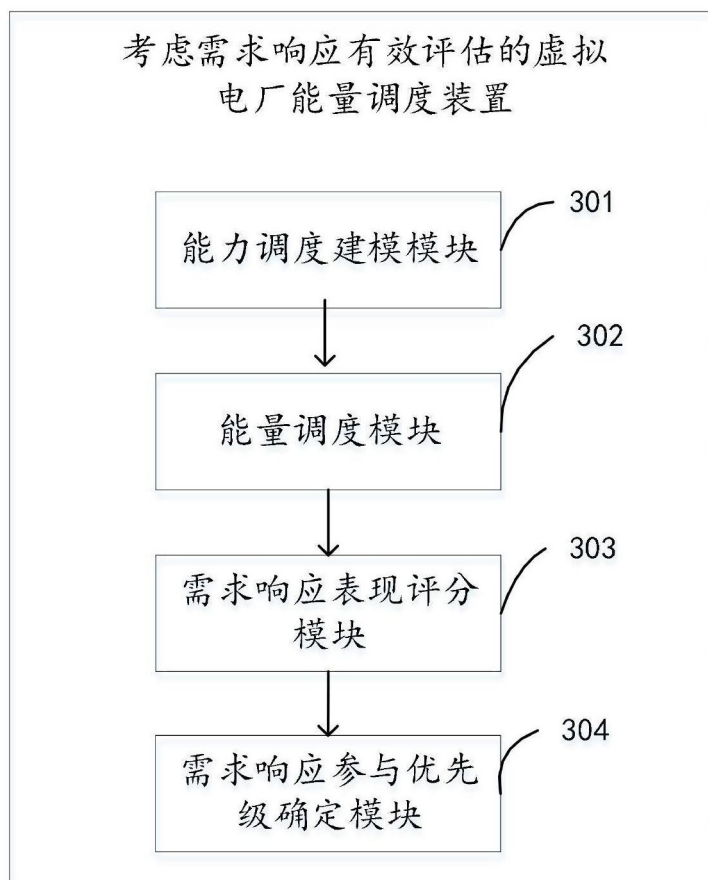 考虑需求响应有效评估的虚拟
电厂能量调度装置
301
能力调度建模模块
302
能量调度模块
303
需求响应表现评分
模块
304
需求响应参与优先
级确定模块